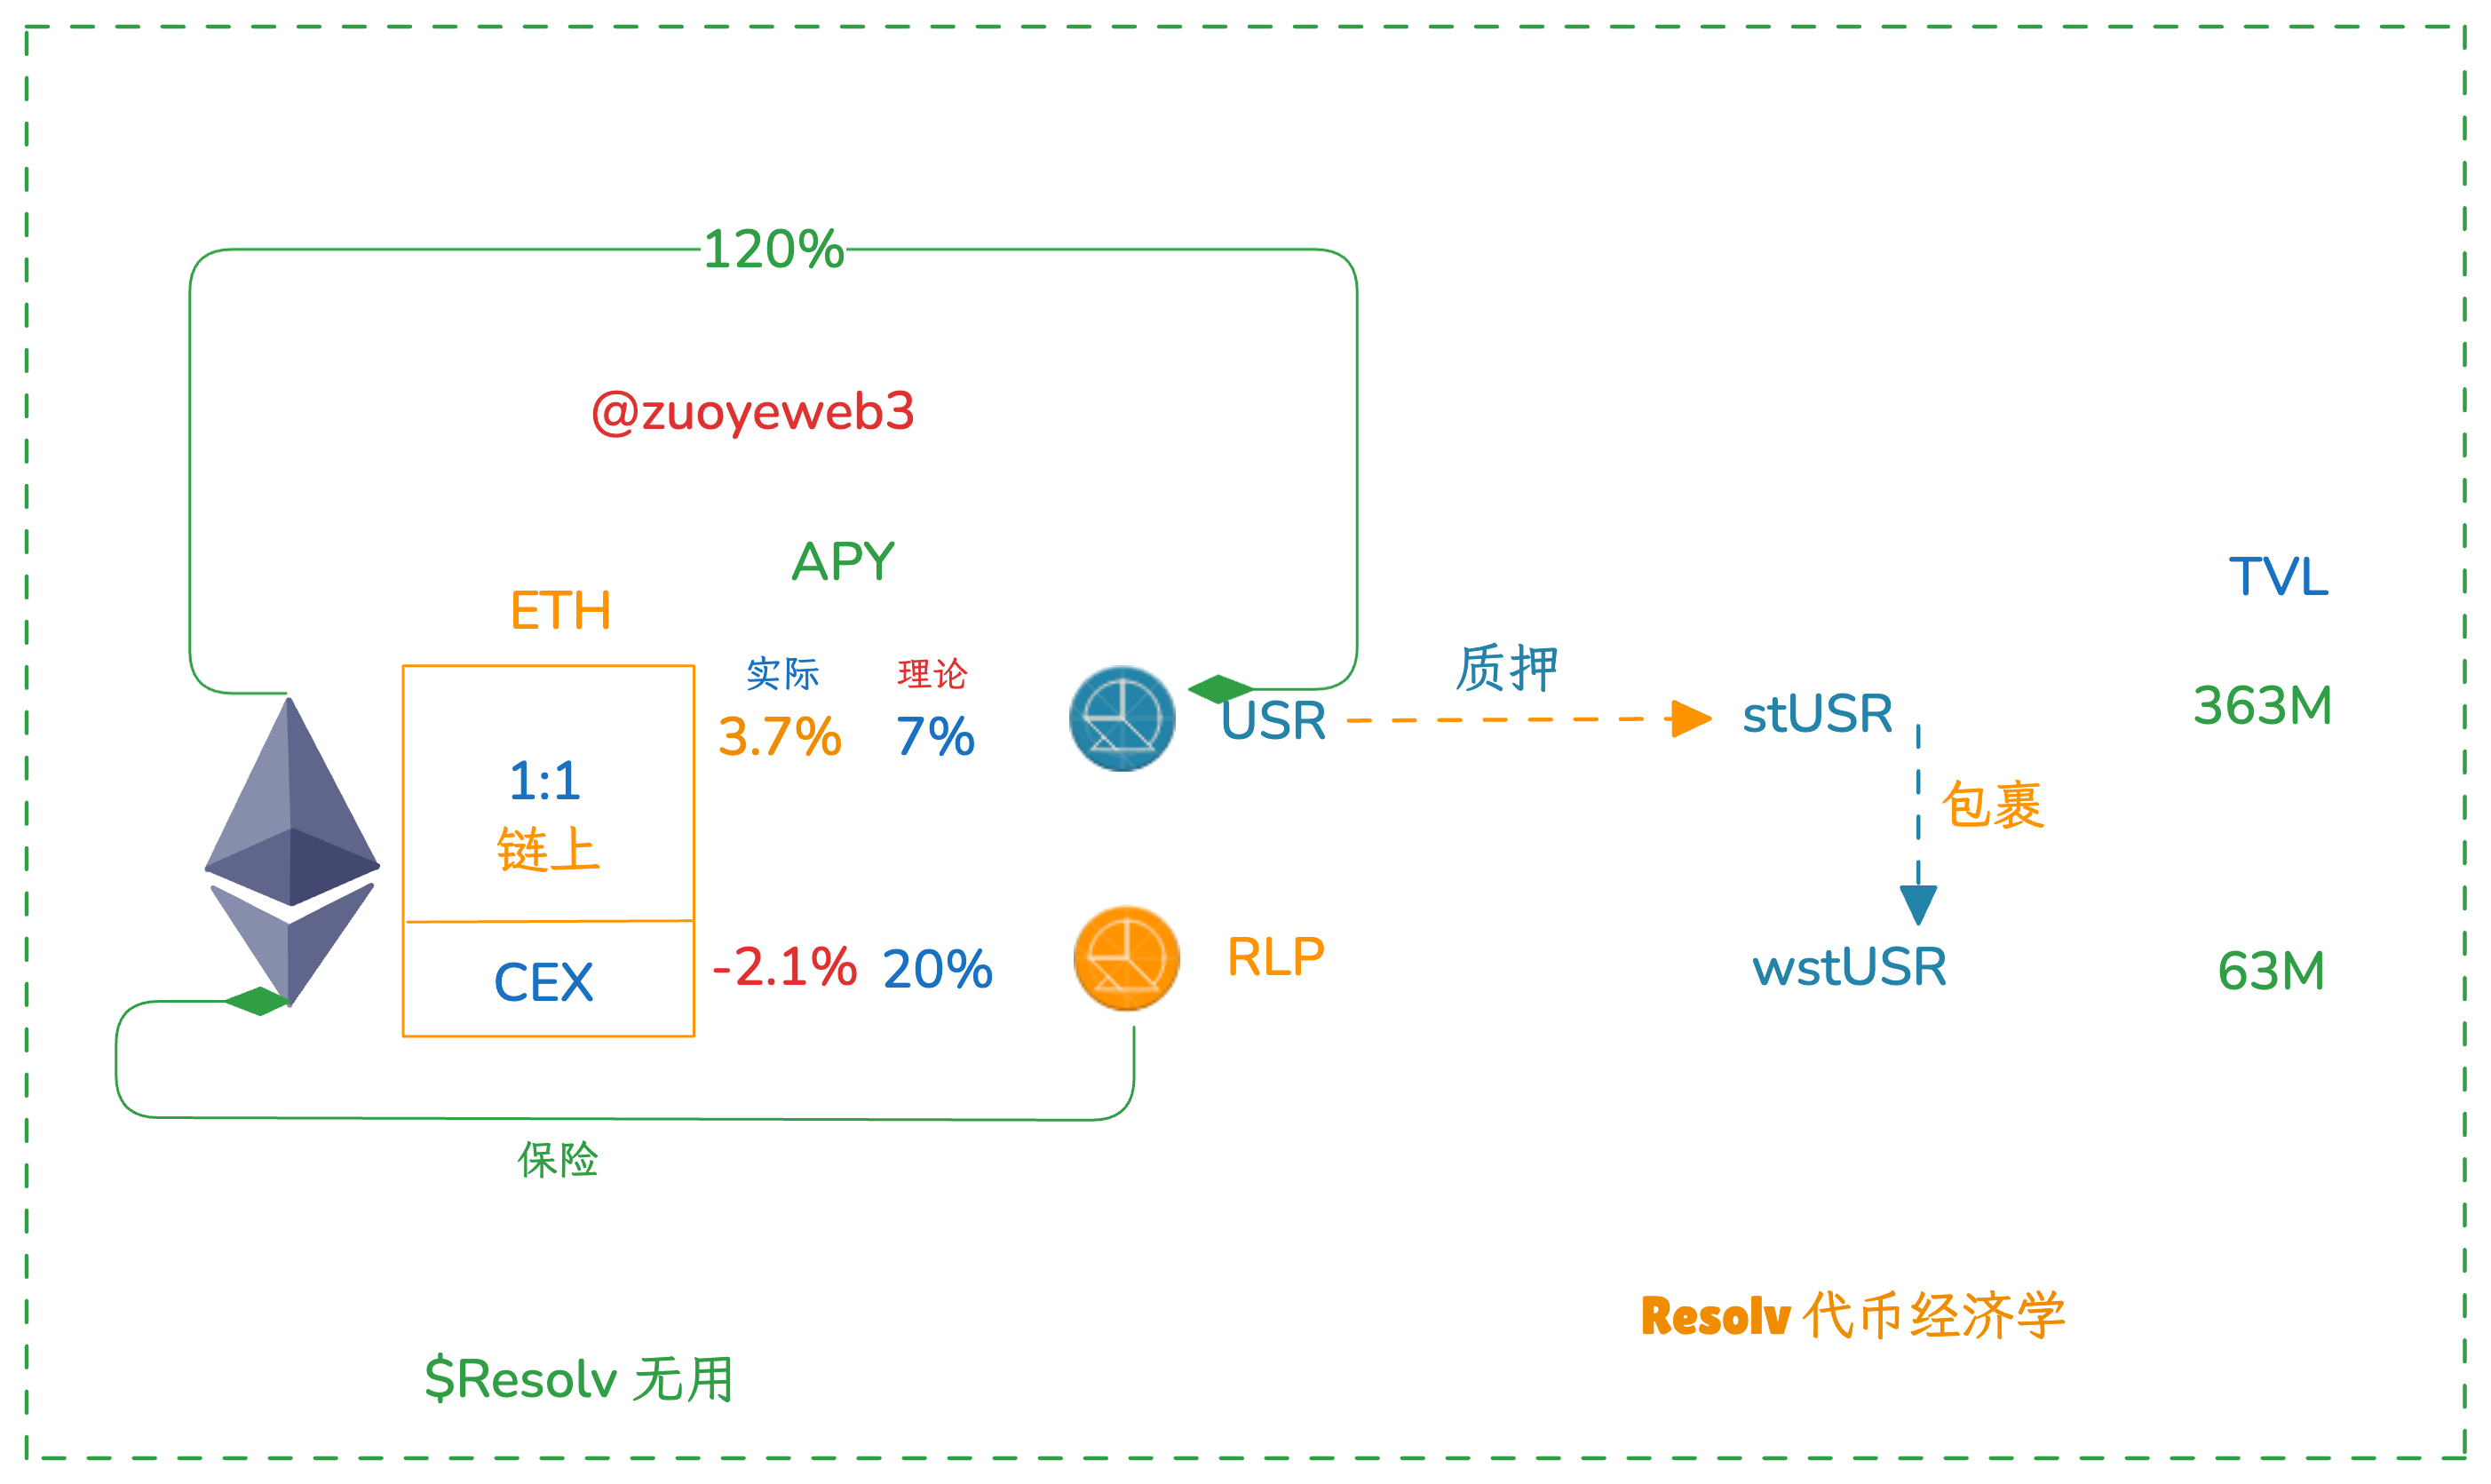 120%
@zuoyeweb3
APY
ETH
TVL
实际 理论
质押
3.7% 7%
USR
stUSR
363M
1:1
链上
包裹
CEX
-2.1% 20%
RLP
wstUSR
63M
保险
Resolv 代币经济学
$Resolv 无用